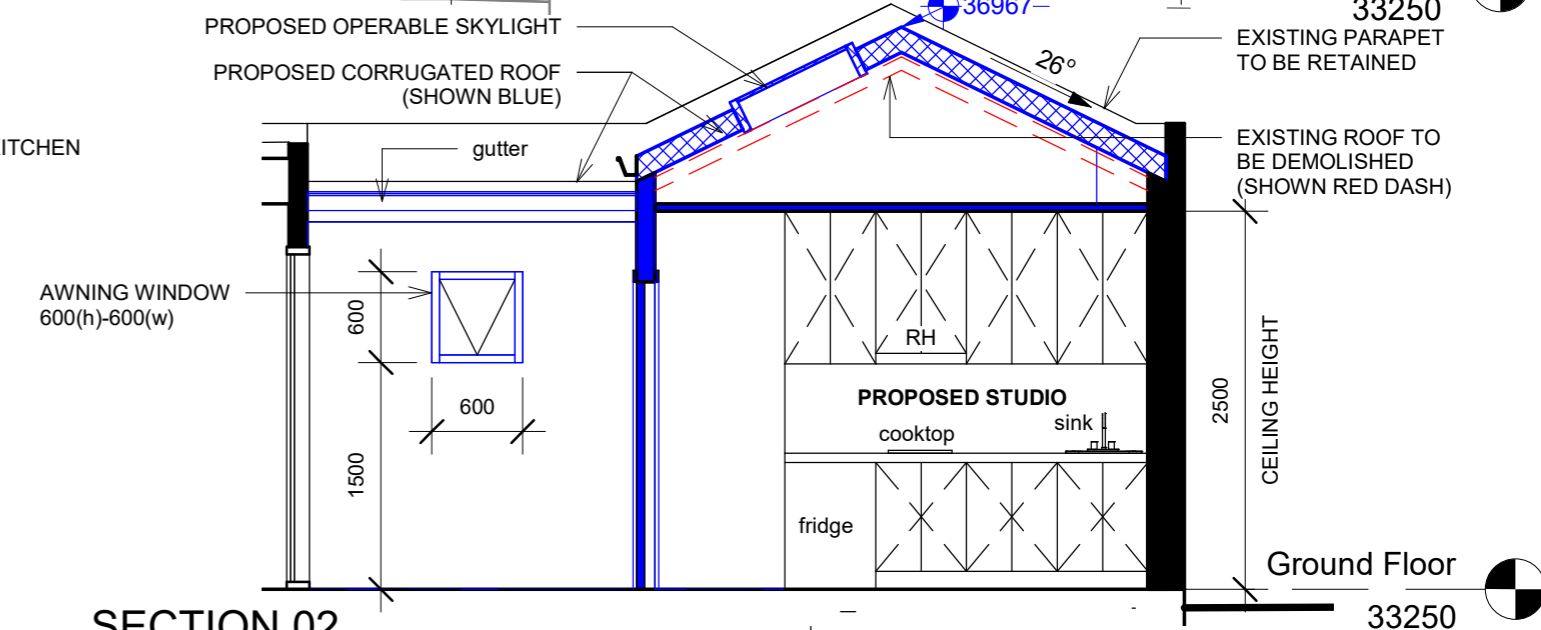 PROPOSED OPERABLE SKYLIGHT
36967
33250
EXISTING PARAPET
TO BE RETAINED
26°
PROPOSED CORRUGATED ROOF
(SHOWN BLUE)
EXISTING ROOF TO
BE DEMOLISHED
(SHOWN RED DASH)
gutter
AWNING WINDOW
600(h)-600(w)
600
600
1500
RH
PROPOSED STUDIO
cooktop
sink
fridge
2500
CEILING HEIGHT
Ground Floor
33250
SECTION 02